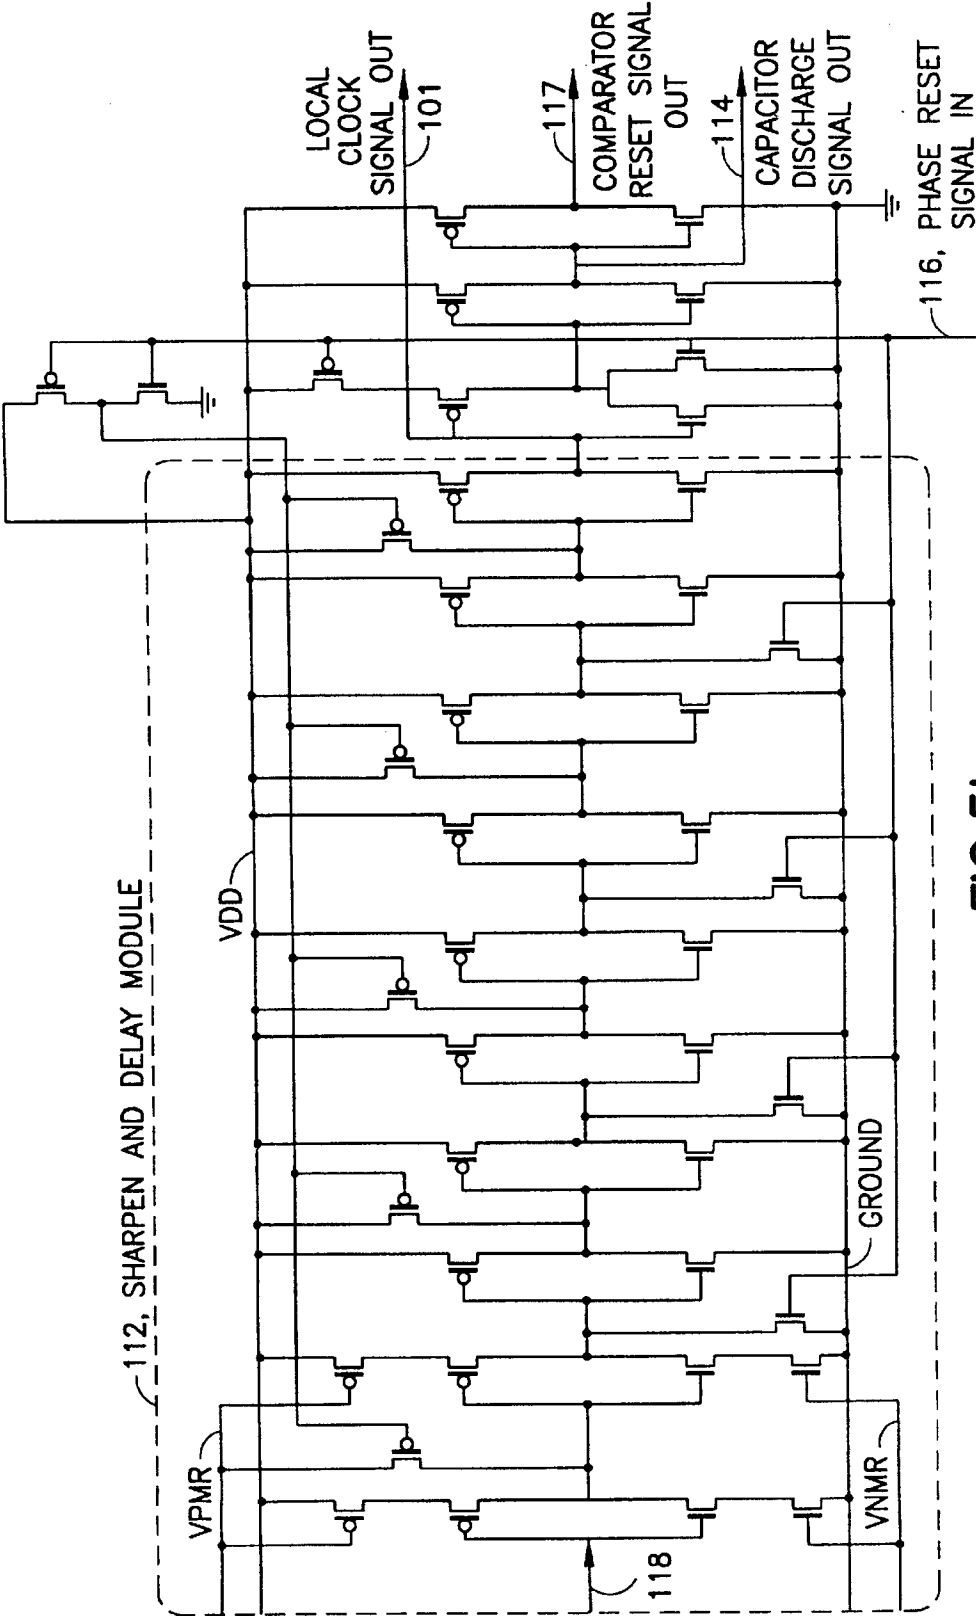 112, SHARPEN AND DELAY MODULE
VDD
VPMR
118
VNMR
GROUND
LOCAL
CLOCK
SIGNAL OUT
101
117
COMPARATOR
RESET SIGNAL
OUT
114
CAPACITOR
DISCHARGE
SIGNAL OUT
116, PHASE RESET
SIGNAL IN